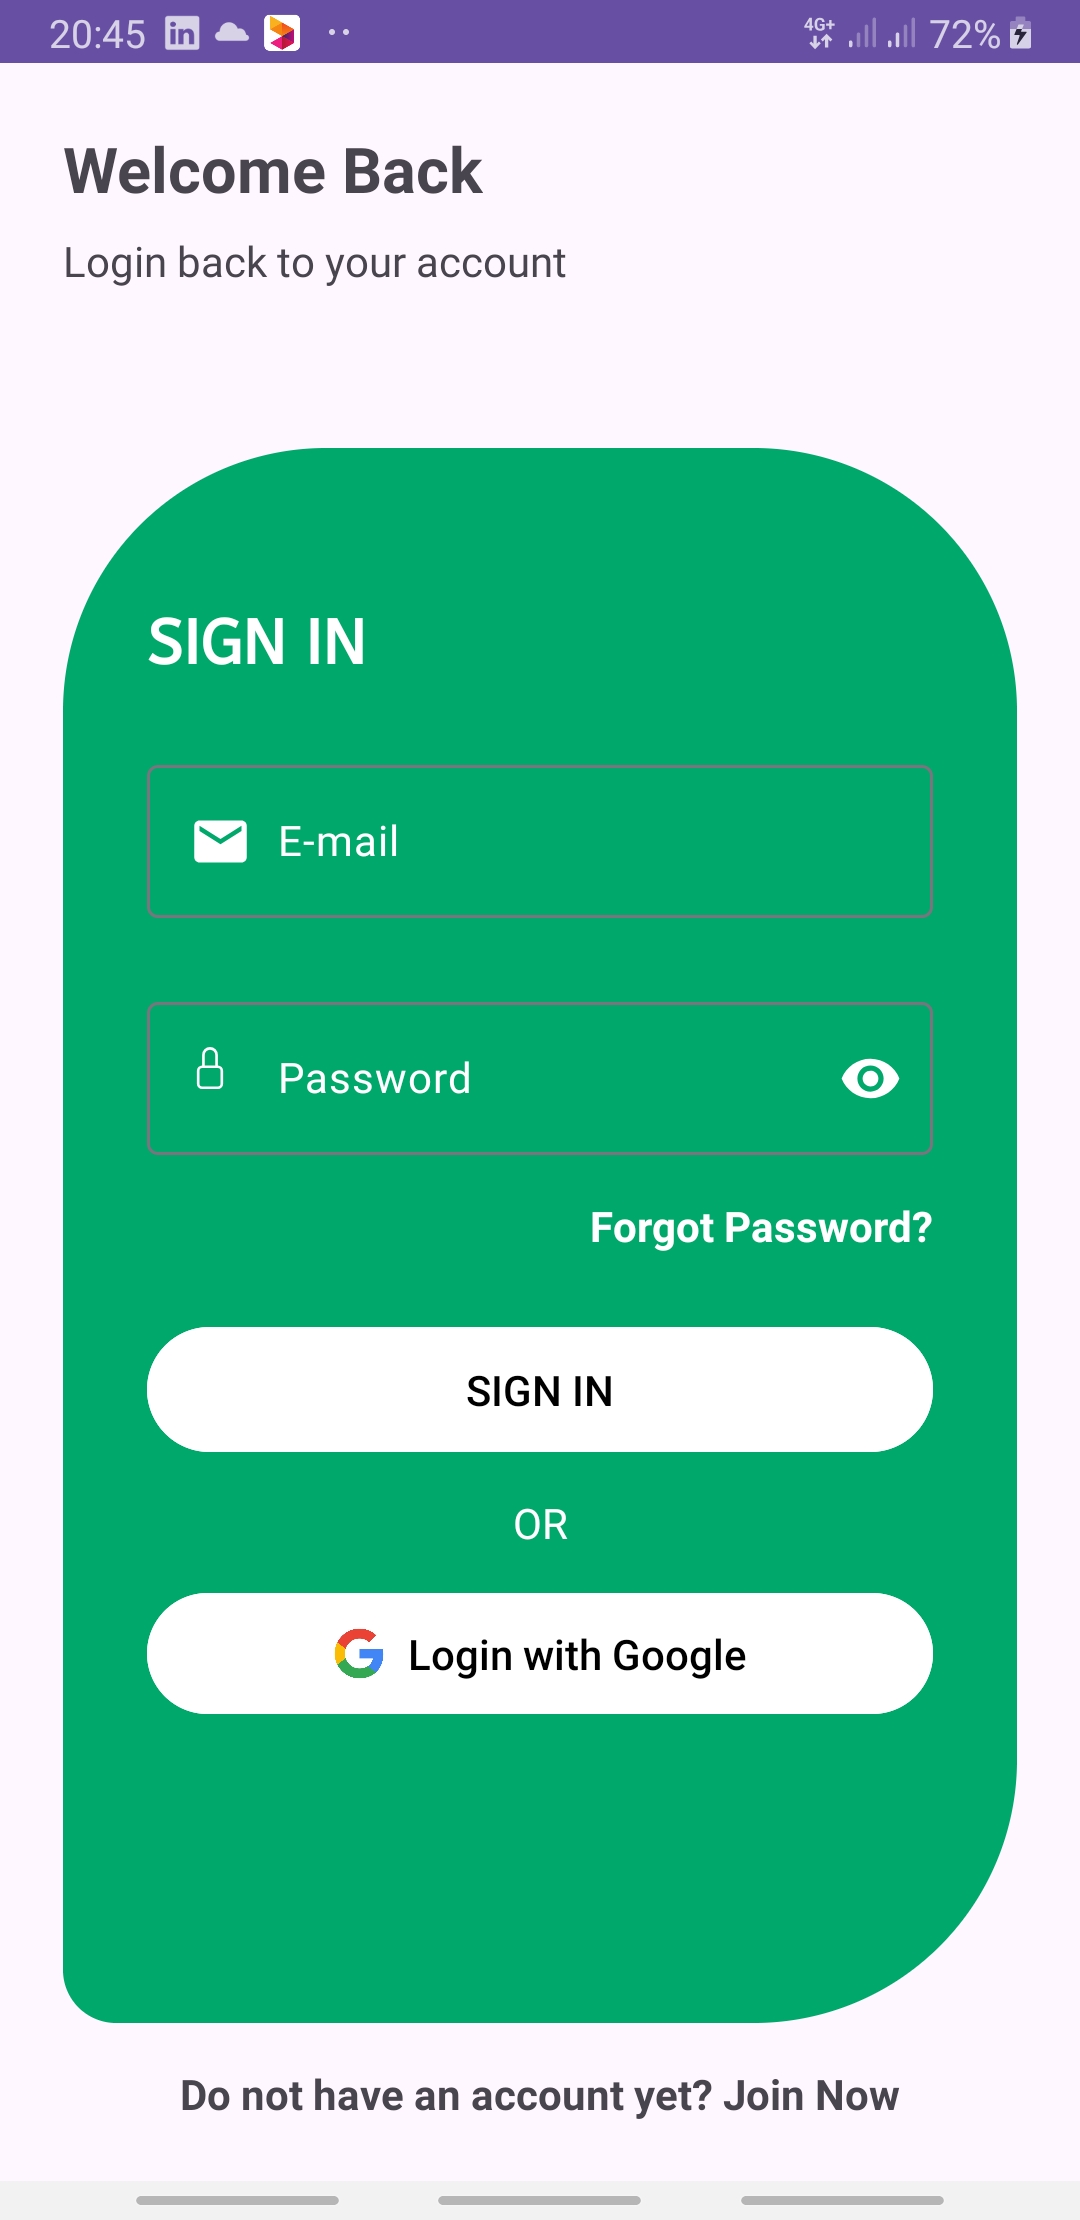 20:45 in 4G+ 72%
Welcome Back
Login back to your account
SIGN IN
E-mail
Password
Forgot Password?
SIGN IN
OR
Login with Google
Do not have an account yet? Join Now